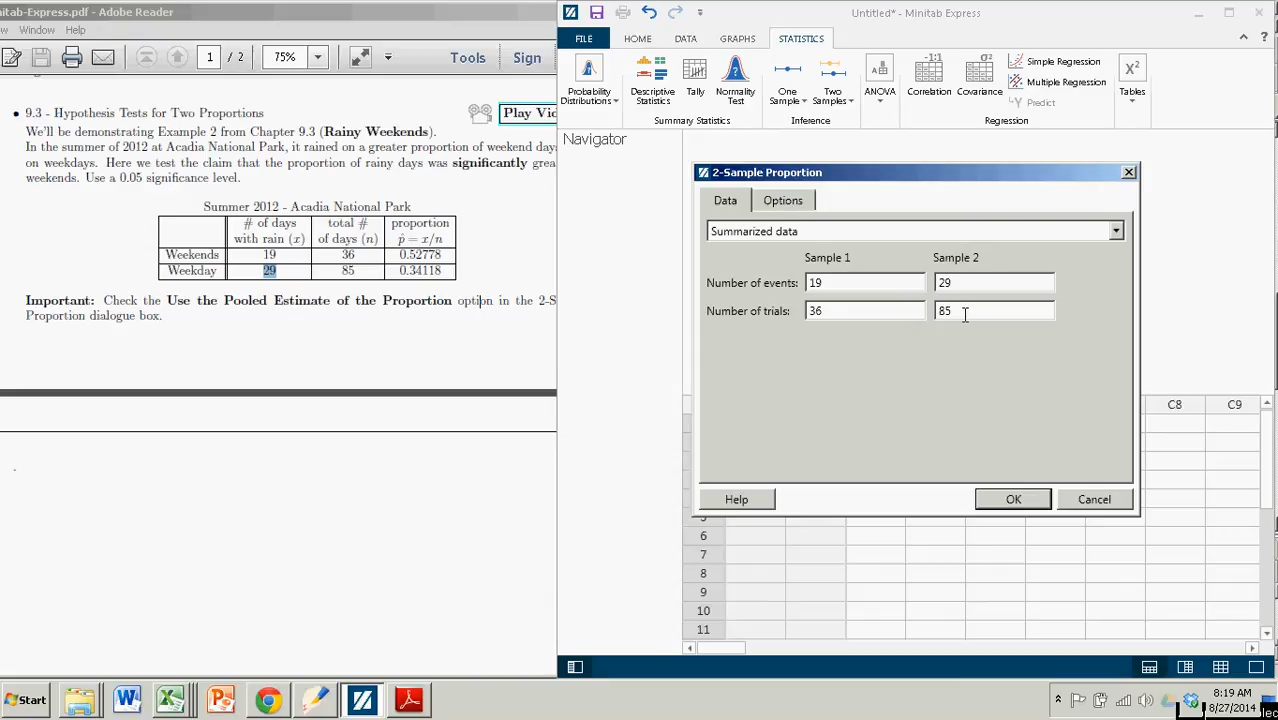 nitab-Express.pdf - Adobe Reader
Window Help
1 / 2 75% Tools Sign
• 9.3 - Hypothesis Tests for Two Proportions
Play Vid
We'll be demonstrating Example 2 from Chapter 9.3 (Rainy Weekends).
In the summer of 2012 at Acadia National Park, it rained on a greater proportion of weekend days
on weekdays. Here we test the claim that the proportion of rainy days was significantly grea
weekends. Use a 0.05 significance level.
Summer 2012 - Acadia National Park
# of days total # proportion
with rain (x) of days (n) p̂ = x/n
Weekends 19 36 0.52778
Weekday 29 85 0.34118
Important: Check the Use the Pooled Estimate of the Proportion option in the 2-S
Proportion dialogue box.
Untitled* - Minitab Express
FILE HOME DATA GRAPHS STATISTICS
Probability Distributions
Descriptive Statistics
Tally
Normality Test
One Sample
Two Samples
ANOVA
Correlation
Covariance
Simple Regression
Multiple Regression
Predict
Tables
Summary Statistics
Inference
Regression
Navigator
2-Sample Proportion
Data Options
Summarized data
Sample 1 Sample 2
Number of events: 19 29
Number of trials: 36 85
Help OK Cancel
C8 C9
6
7
8
9
10
11
Start
8:19 AM
8/27/2014